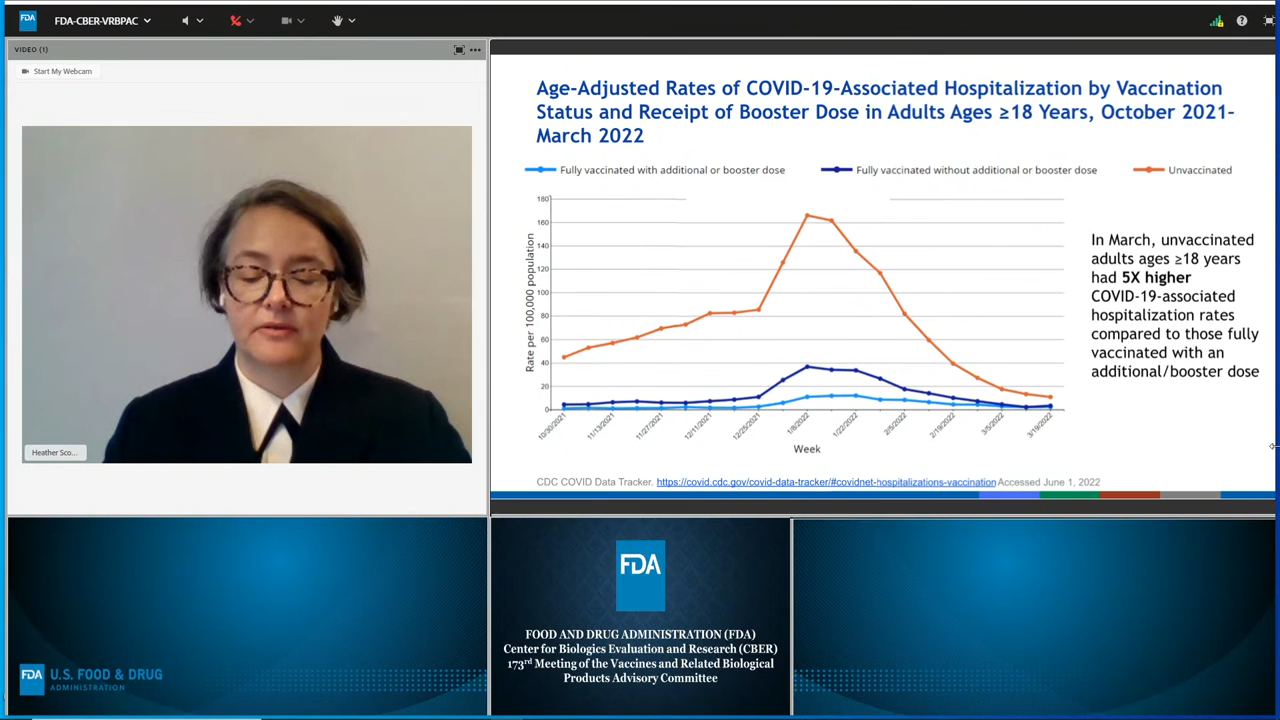 FDA
FDA-CBER-VRBPAC
VIDEO (1)
Start My Webcam
Heather Sco...
Age-Adjusted Rates of COVID-19-Associated Hospitalization by Vaccination
Status and Receipt of Booster Dose in Adults Ages ≥18 Years, October 2021–
March 2022
Fully vaccinated with additional or booster dose
Fully vaccinated without additional or booster dose
Unvaccinated
Rate per 100,000 population
180
160
140
120
100
80
60
40
20
0
10/30/2021
11/13/2021
11/27/2021
12/11/2021
12/25/2021
1/8/2022
1/22/2022
2/5/2022
2/19/2022
3/5/2022
3/19/2022
Week
In March, unvaccinated
adults ages ≥18 years
had 5X higher
COVID-19-associated
hospitalization rates
compared to those fully
vaccinated with an
additional/booster dose
CDC COVID Data Tracker. https://covid.cdc.gov/covid-data-tracker/#covidnet-hospitalizations-vaccination Accessed June 1, 2022
FDA
U.S. FOOD & DRUG
ADMINISTRATION
FDA
FOOD AND DRUG ADMINISTRATION (FDA)
Center for Biologics Evaluation and Research (CBER)
173rd Meeting of the Vaccines and Related Biological
Products Advisory Committee